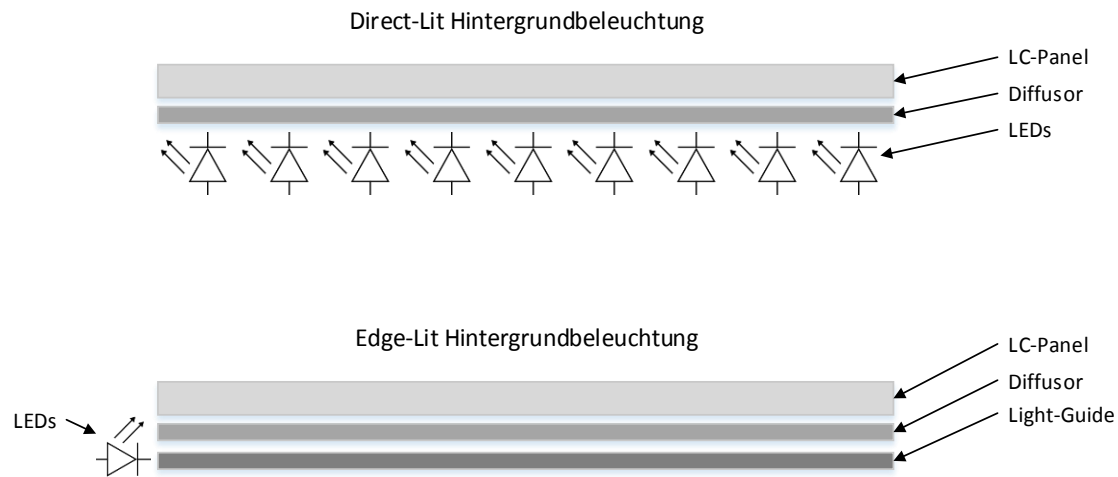 Direct-Lit Hintergrundbeleuchtung
LC-Panel
Diffusor
LEDs
Edge-Lit Hintergrundbeleuchtung
LC-Panel
Diffusor
LEDs
Light-Guide